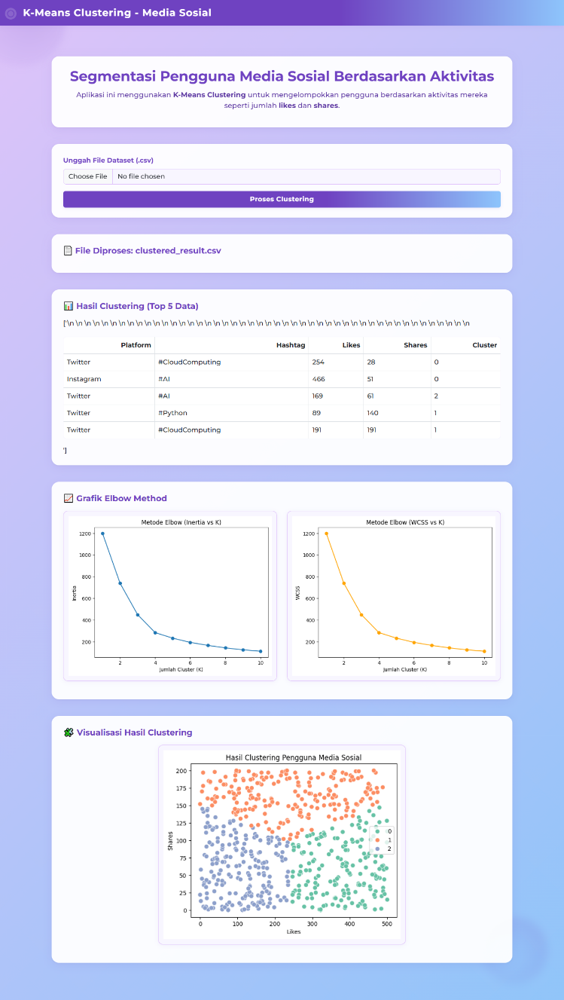 K-Means Clustering - Media Sosial
Segmentasi Pengguna Media Sosial Berdasarkan Aktivitas
Aplikasi ini menggunakan K-Means Clustering untuk mengelompokkan pengguna berdasarkan aktivitas mereka
seperti jumlah likes dan shares.
Unggah File Dataset (.csv)
Choose File No file chosen
Proses Clustering
File Diproses: clustered_result.csv
Hasil Clustering (Top 5 Data)
['\n \n \n \n \n \n \n \n \n \n \n \n \n \n \n \n \n \n \n \n \n \n \n \n \n \n \n \n \n \n \n \n \n \n \n \n \n \n \n \n \n \n \n \n \n \n \n \n
Platform Hashtag Likes Shares Cluster
Twitter #CloudComputing 254 28 0
Instagram #AI 466 51 0
Twitter #AI 169 61 2
Twitter #Python 89 140 1
Twitter #CloudComputing 191 191 1
']
Grafik Elbow Method
Metode Elbow (Inertia vs K)
1200
1000
800
600
400
200
Inertia
2 4 6 8 10
Jumlah Cluster (K)
Metode Elbow (WCSS vs K)
1200
1000
800
600
400
200
WCSS
2 4 6 8 10
Jumlah Cluster (K)
Visualisasi Hasil Clustering
Hasil Clustering Pengguna Media Sosial
200
175
150
125
100
75
50
25
0
Shares
0
1
2
0 100 200 300 400 500
Likes